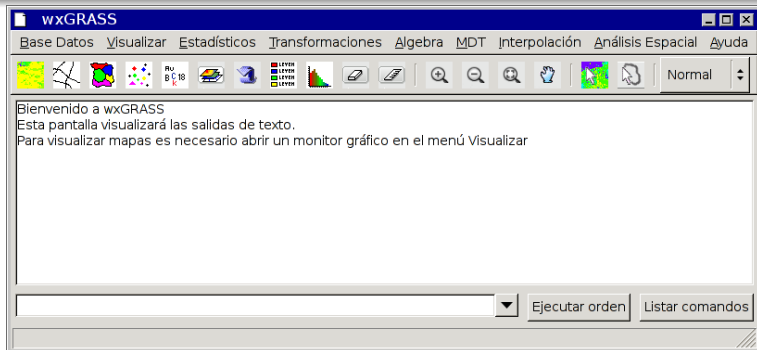 wxGRASS
Base Datos Visualizar Estadísticos Transformaciones Algebra MDT Interpolación Análisis Espacial Ayuda
Normal
Bienvenido a wxGRASS
Esta pantalla visualizará las salidas de texto.
Para visualizar mapas es necesario abrir un monitor gráfico en el menú Visualizar
Ejecutar orden Listar comandos